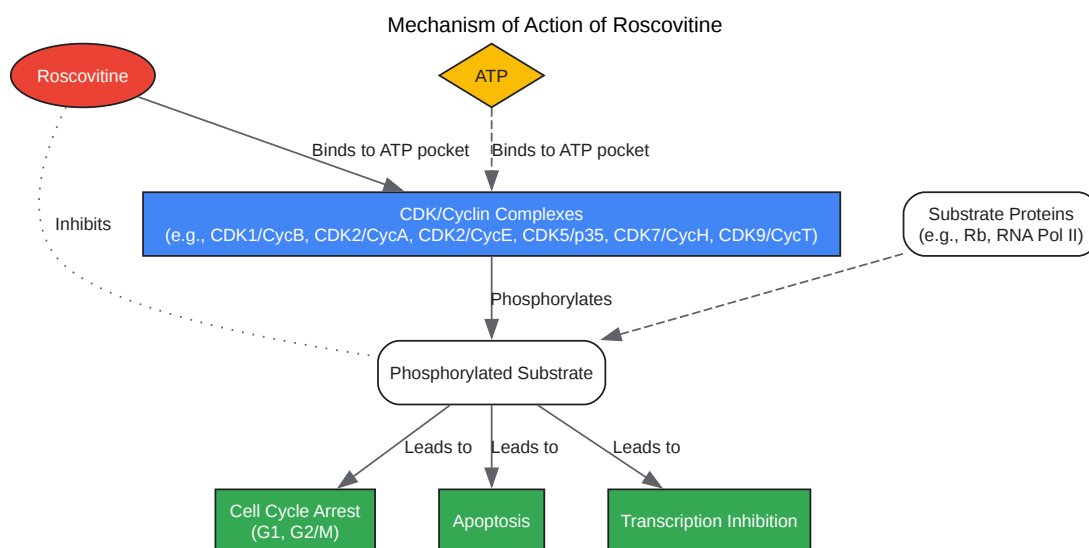 Mechanism of Action of Roscovitine
Roscovitine
ATP
Binds to ATP pocket
Binds to ATP pocket
CDK/Cyclin Complexes
(e.g., CDK1/CycB, CDK2/CycA, CDK2/CycE, CDK5/p35, CDK7/CycH, CDK9/CycT)
Substrate Proteins
(e.g., Rb, RNA Pol II)
Inhibits
Phosphorylates
Phosphorylated Substrate
Leads to
Leads to
Leads to
Cell Cycle Arrest
(G1, G2/M)
Apoptosis
Transcription Inhibition